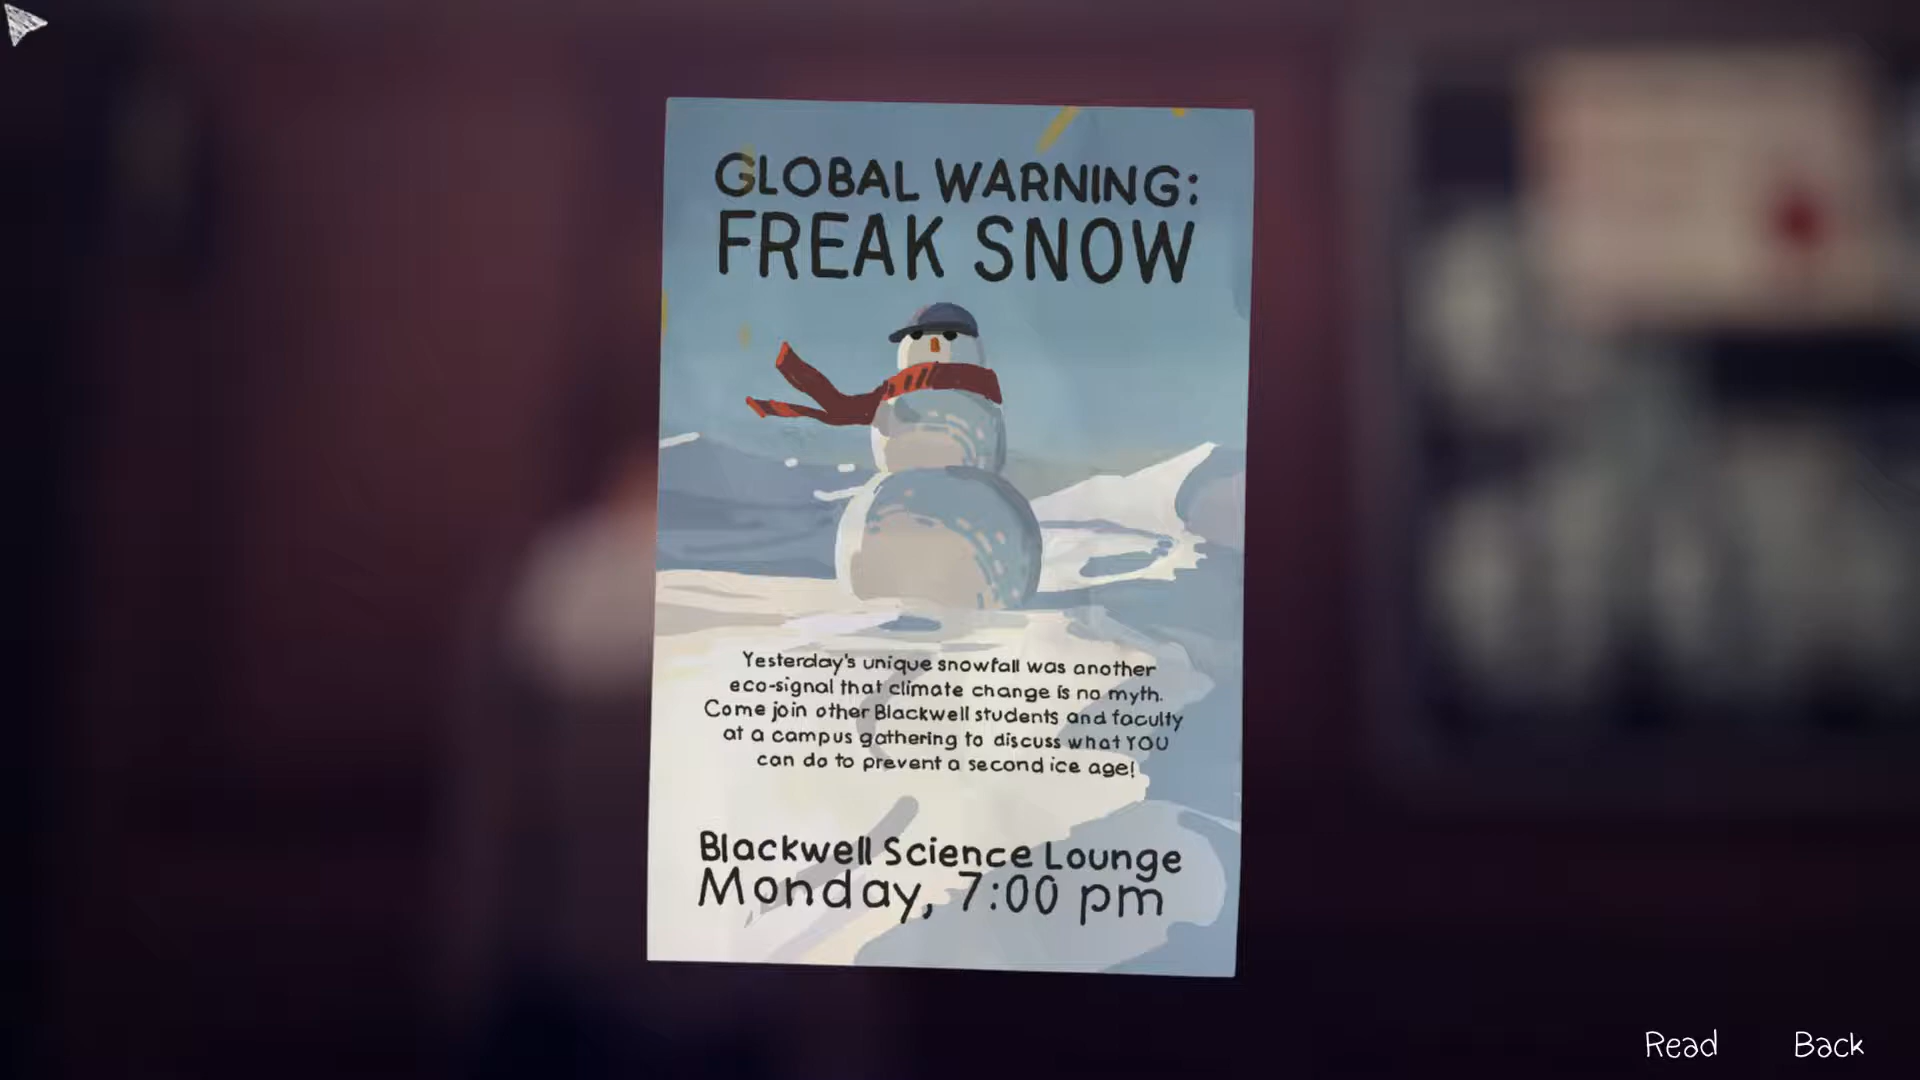 GLOBAL WARNING:
FREAK SNOW
Yesterday's unique snowfall was another
eco-signal that climate change is no myth.
Come join other Blackwell students and faculty
at a campus gathering to discuss what YOU
can do to prevent a second ice age!
Blackwell Science Lounge
Monday, 7:00 pm
Read Back